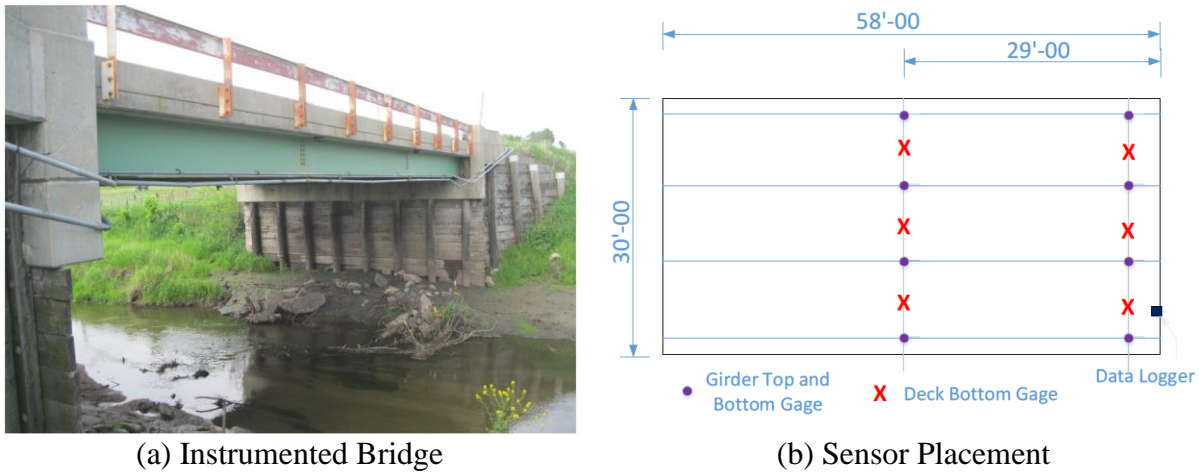 58'-00
29'-00
30'-00
X X
X X
X X
Girder Top and
Bottom Gage
X Deck Bottom Gage
Data Logger
(a) Instrumented Bridge
(b) Sensor Placement